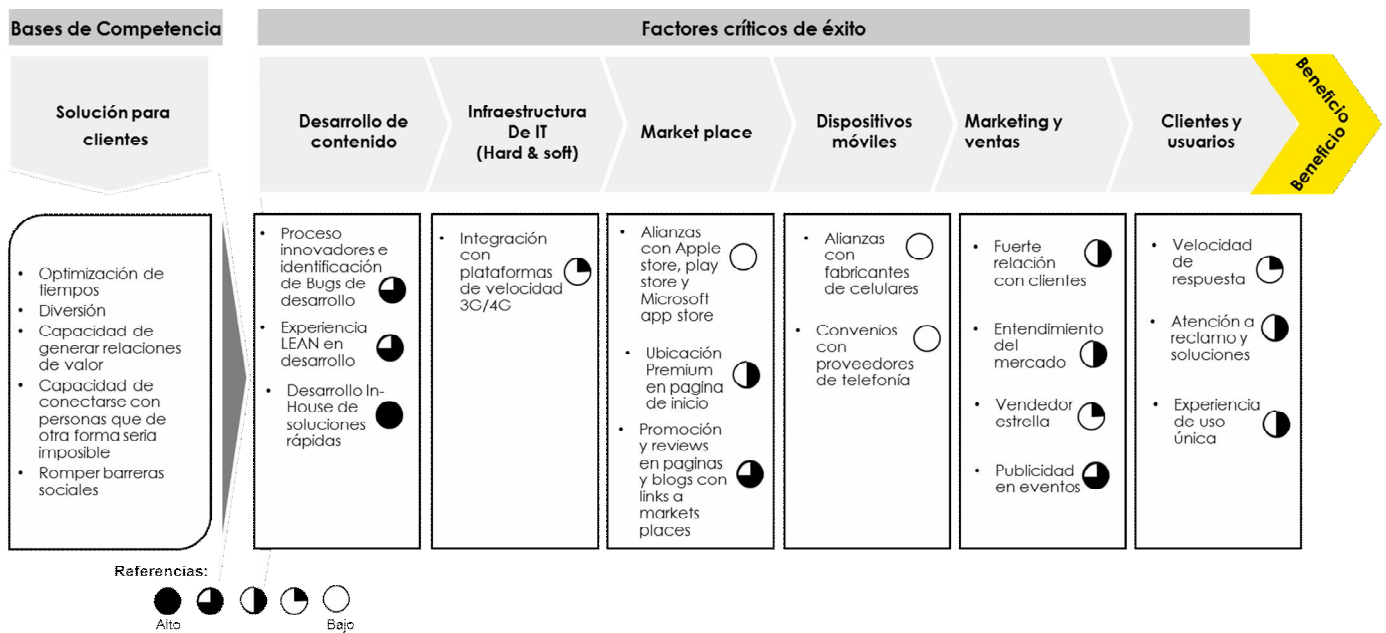 Bases de Competencia
Factores críticos de éxito
Solución para
clientes
Desarrollo de
contenido
Infraestructura
De IT
(Hard & soft)
Market place
Dispositivos
móviles
Marketing y
ventas
Clientes y
usuarios
Beneficio
Beneficio
• Optimización de
tiempos
• Diversión
• Capacidad de
generar relaciones
de valor
• Capacidad de
conectarse con
personas que de
otra forma seria
imposible
• Romper barreras
sociales
• Proceso
innovadores e
identificación
de Bugs de
desarrollo
• Experiencia
LEAN en
desarrollo
• Desarrollo In-
House de
soluciones
rápidas
• Integración
con
plataformas
de velocidad
3G/4G
• Alianzas
con Apple
store, play
store y
Microsoft
app store
• Ubicación
Premium
en pagina
de inicio
• Promoción
y reviews
en paginas
y blogs con
links a
markets
places
• Alianzas
con
fabricantes
de celulares
• Convenios
con
proveedores
de telefonía
• Fuerte
relación
con clientes
• Entendimiento
del
mercado
• Vendedor
estrella
• Publicidad
en eventos
• Velocidad
de
respuesta
• Atención a
reclamo y
soluciones
• Experiencia
de uso
única
Referencias:
Alto
Bajo